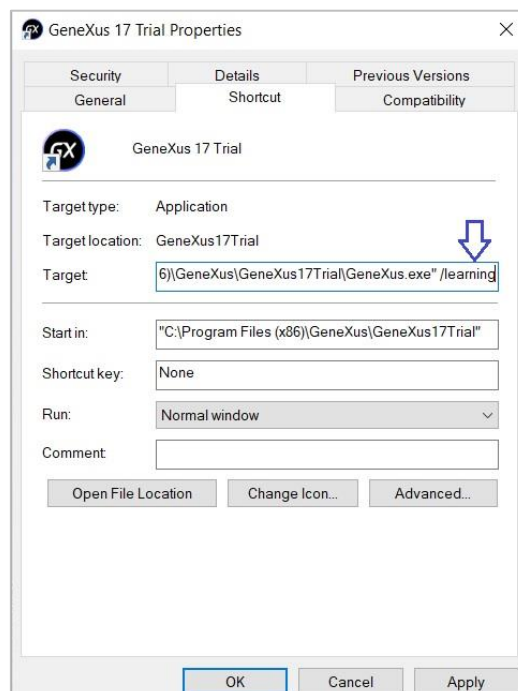 GeneXus 17 Trial Properties
Security Details Previous Versions
General Shortcut Compatibility
GX GeneXus 17 Trial
Target type: Application
Target location: GeneXus17Trial
Target: 6)\GeneXus\GeneXus17Trial\GeneXus.exe" /learning
Start in: "C:\Program Files (x86)\GeneXus\GeneXus17Trial"
Shortcut key: None
Run: Normal window
Comment:
Open File Location Change Icon... Advanced...
OK Cancel Apply